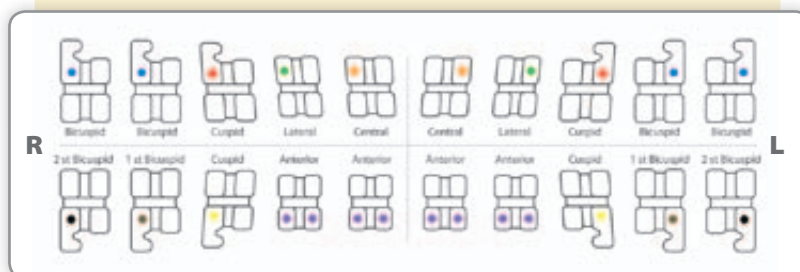 Bicuspid Bicuspid Cuspid Lateral Central Central Lateral Cuspid Bicuspid Bicuspid
R L
2 st Bicuspid 1 st Bicuspid Cuspid Anterior Anterior Anterior Anterior Cuspid 1 st Bicuspid 2 st Bicuspid